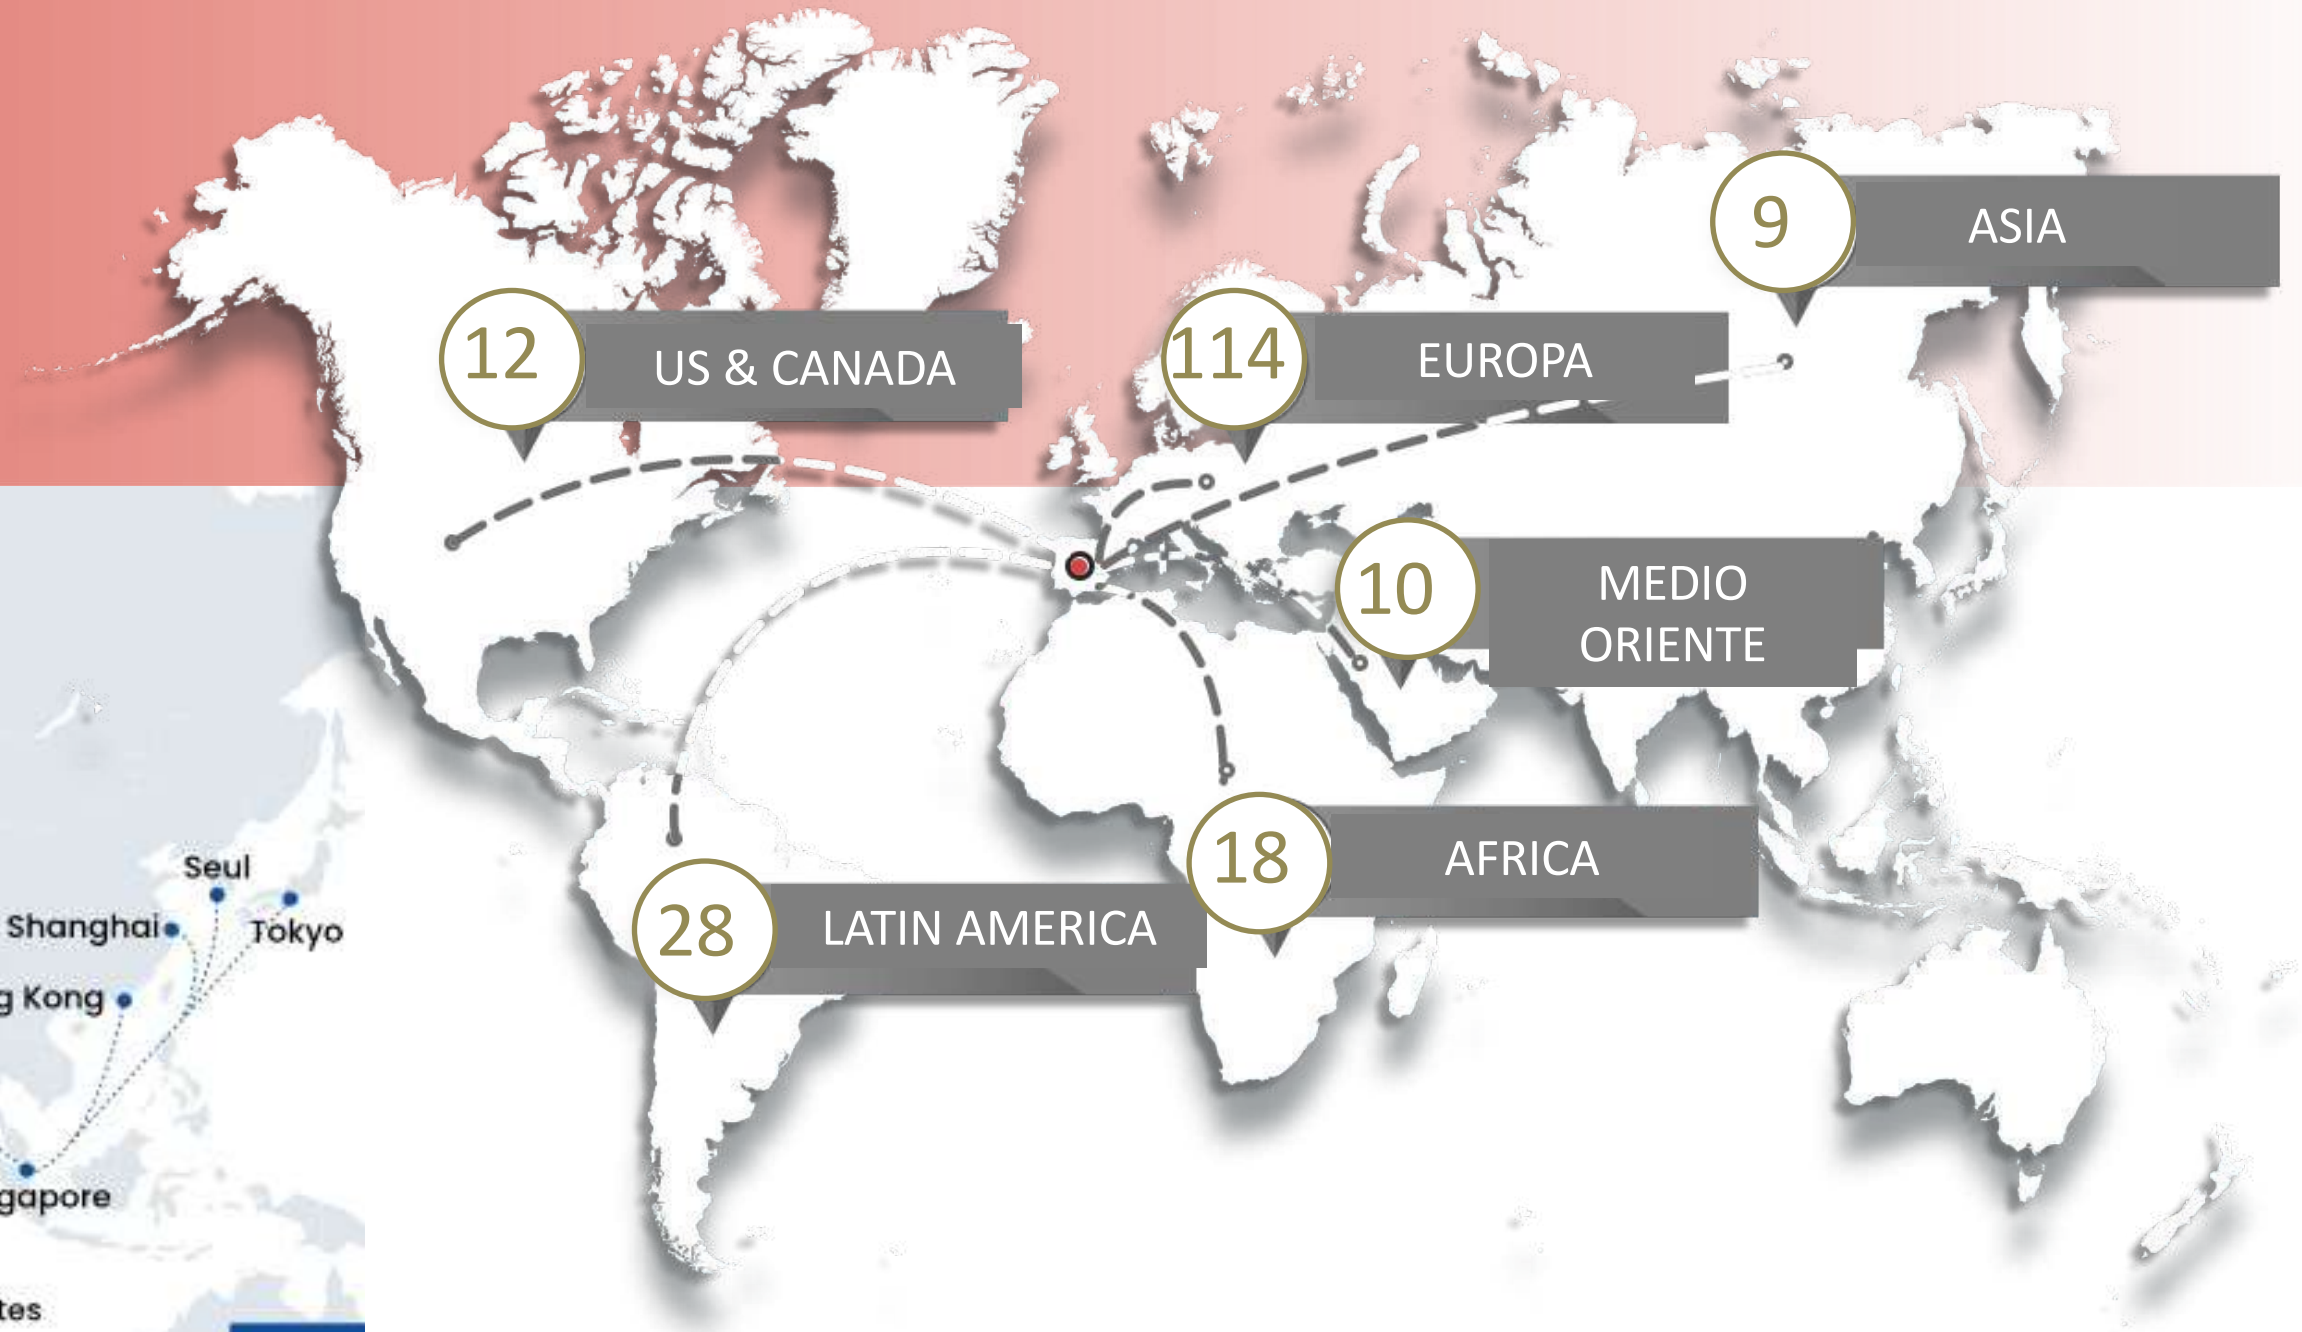 9
ASIA
12
US & CANADA
114
EUROPA
10
MEDIO
ORIENTE
18
AFRICA
28
LATIN AMERICA
Seul
Shanghai
Tokyo
g Kong
gapore
tes